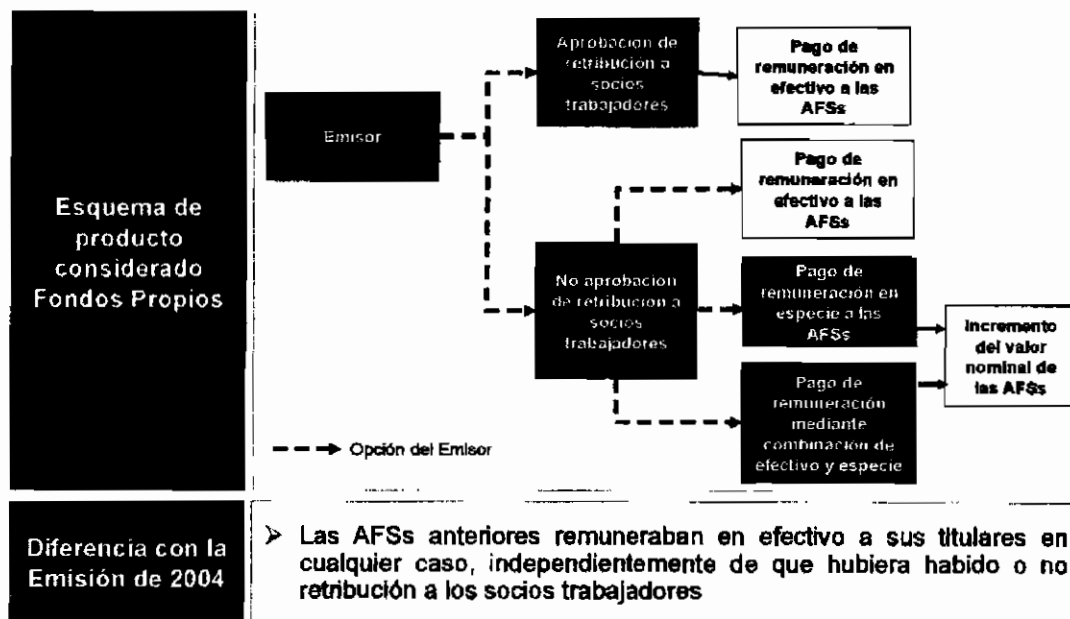 Esquema de
producto
considerado
Fondos Propios
Emisor
Aprobacion de
retribución a
socios
trabajadores
Pago de
remuneración en
efectivo a las
AFSs
Pago de
remuneración en
efectivo a las
AFSs
No aprobacion
de retribucion a
socios
trabajadores
Pago de
remuneración en
especie a las
AFSs
Incremento
del valor
nominal de
las AFSs
Pago de
remuneración
mediante
combinación de
efectivo y especie
Opción del Emisor
Diferencia con la
Emisión de 2004
➢ Las AFSs anteriores remuneraban en efectivo a sus titulares en
cualquier caso, independientemente de que hubiera habido o no
retribución a los socios trabajadores